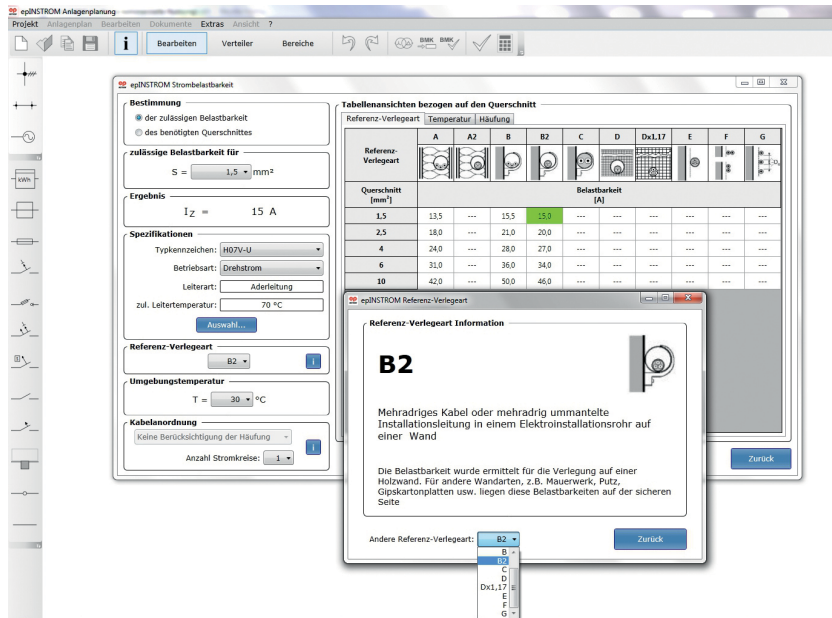 ep epINSTROM Anlagenplanung
Projekt Anlagenplan Bearbeiten Dokumente Extras Ansicht ?
i Bearbeiten Verteiler Bereiche BMK BMK
kWh
ep epINSTROM Strombelastbarkeit
Bestimmung
der zulässigen Belastbarkeit
des benötigten Querschnittes
zulässige Belastbarkeit für
S = 1,5 mm²
Ergebnis
IZ = 15 A
Spezifikationen
Typkennzeichen: H07V-U
Betriebsart: Drehstrom
Leiterart: Aderleitung
zul. Leitertemperatur: 70 °C
Auswahl...
Referenz-Verlegeart
B2 i
Umgebungstemperatur
T = 30 °C
Kabelanordnung
Keine Berücksichtigung der Häufung
Anzahl Stromkreise: 1 i
Tabellenansichten bezogen auf den Querschnitt
Referenz-Verlegeart Temperatur Häufung
Referenz-
Verlegeart
A A2 B B2 C D Dx1,17 E F G
Querschnitt
[mm²]
Belastbarkeit
[A]
1,5 13,5 --- 15,5 15,0 --- --- --- --- --- ---
2,5 18,0 --- 21,0 20,0 --- --- --- --- --- ---
4 24,0 --- 28,0 27,0 --- --- --- --- --- ---
6 31,0 --- 36,0 34,0 --- --- --- --- --- ---
10 42,0 --- 50,0 46,0 --- --- --- --- --- ---
Zurück
ep epINSTROM Referenz-Verlegeart
Referenz-Verlegeart Information
B2
Mehradriges Kabel oder mehradrig ummantelte
Installationsleitung in einem Elektroinstallationsrohr auf
einer Wand
Die Belastbarkeit wurde ermittelt für die Verlegung auf einer
Holzwand. Für andere Wandarten, z.B. Mauerwerk, Putz,
Gipskartonplatten usw. liegen diese Belastbarkeiten auf der sicheren
Seite
Andere Referenz-Verlegeart: B2 Zurück
B
B2
C
D
Dx1,17
E
F
G